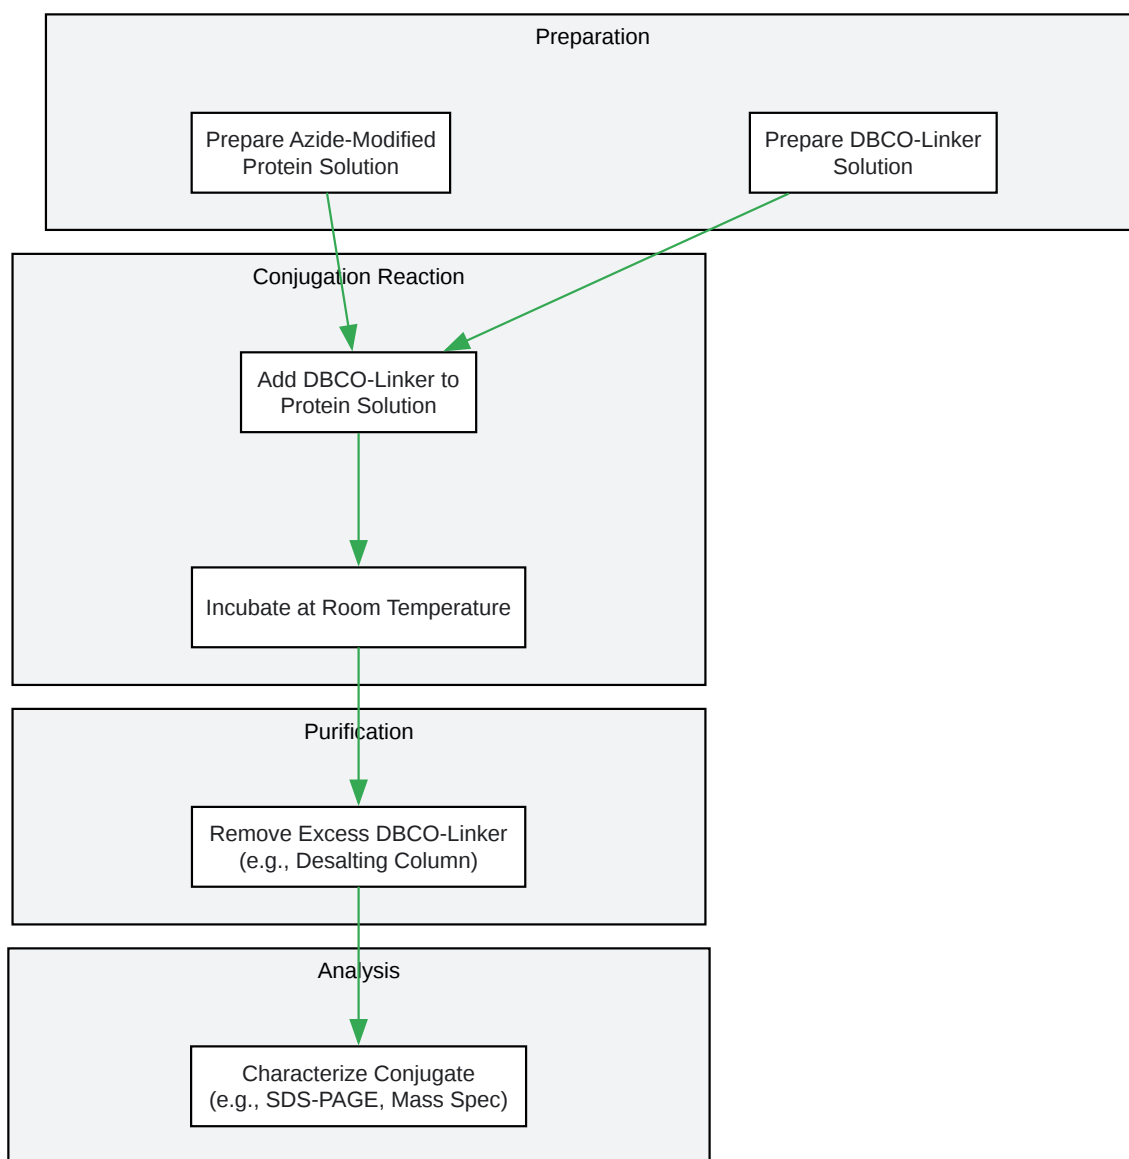 Preparation
Prepare Azide-Modified
Protein Solution
Prepare DBCO-Linker
Solution
Conjugation Reaction
Add DBCO-Linker to
Protein Solution
Incubate at Room Temperature
Purification
Remove Excess DBCO-Linker
(e.g., Desalting Column)
Analysis
Characterize Conjugate
(e.g., SDS-PAGE, Mass Spec)